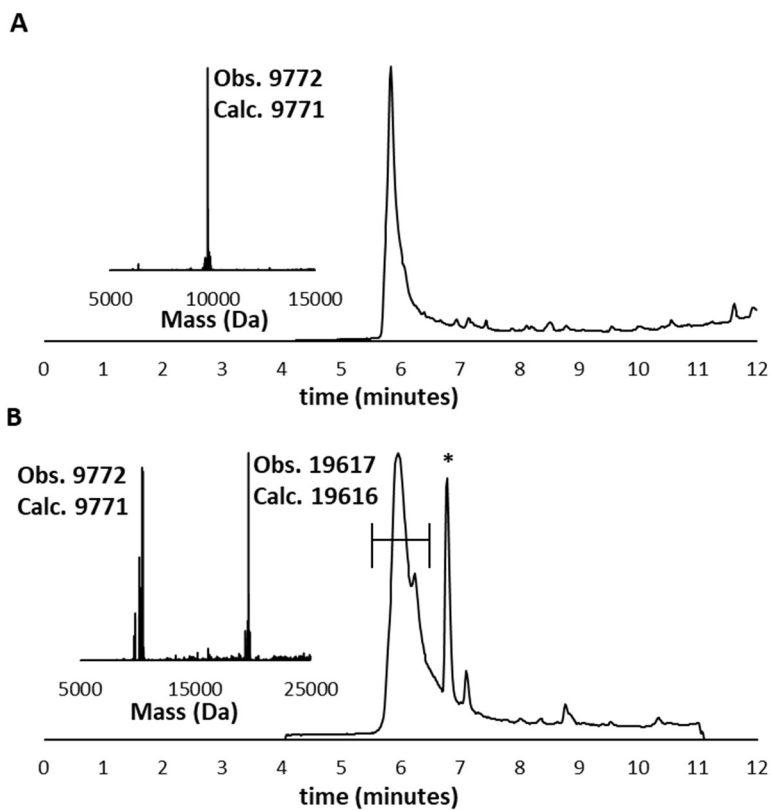 A
Obs. 9772
Calc. 9771
5000 10000 15000
Mass (Da)
0 1 2 3 4 5 6 7 8 9 10 11 12
time (minutes)
B
Obs. 9772
Calc. 9771
Obs. 19617
Calc. 19616
*
5000 15000 25000
Mass (Da)
0 1 2 3 4 5 6 7 8 9 10 11 12
time (minutes)